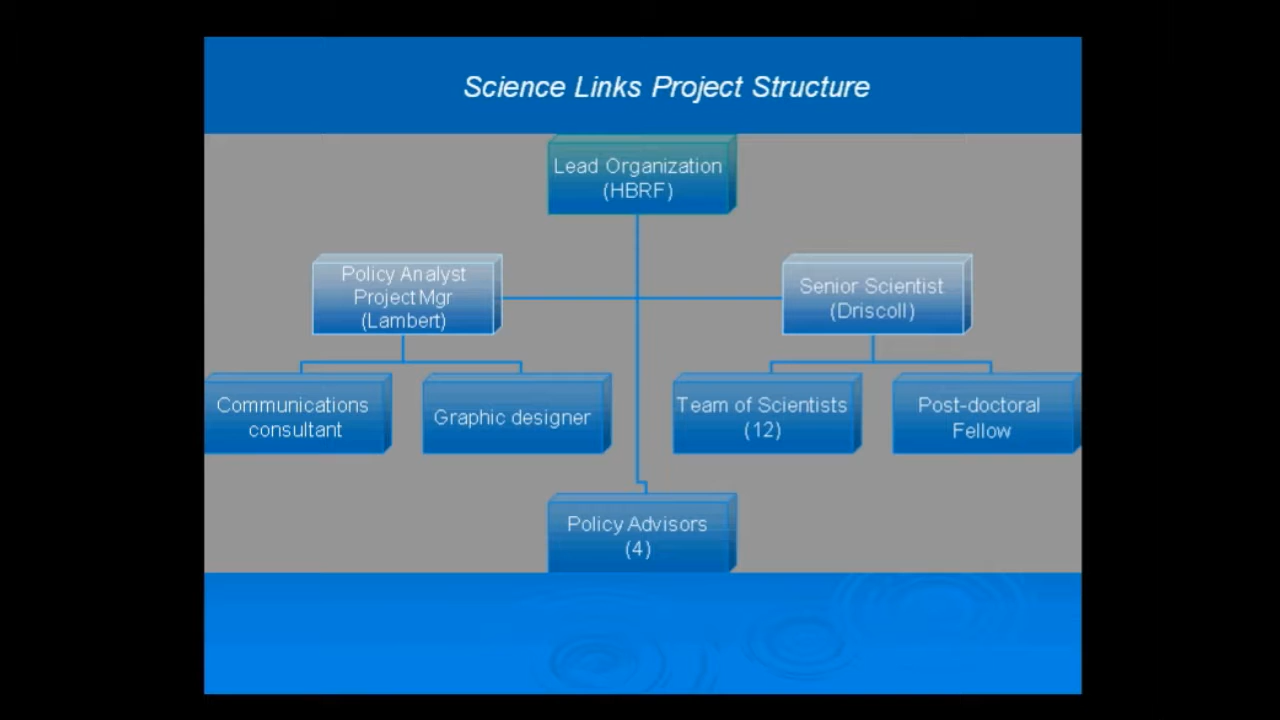 Science Links Project Structure
Lead Organization
(HBRF)
Policy Analyst
Project Mgr
(Lambert)
Senior Scientist
(Driscoll)
Communications
consultant
Graphic designer
Team of Scientists
(12)
Post-doctoral
Fellow
Policy Advisors
(4)